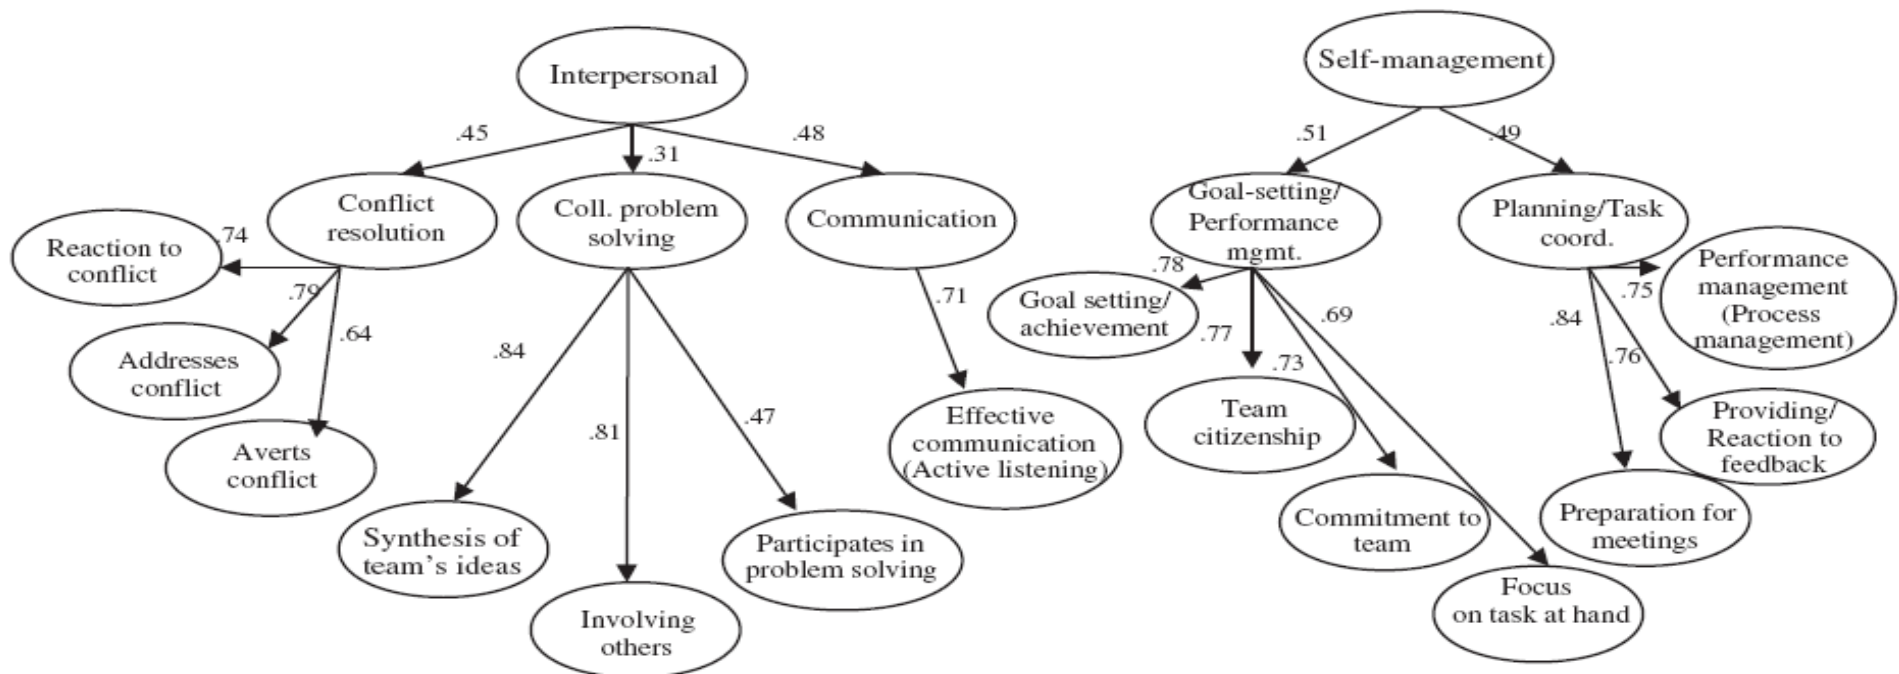 Interpersonal
Self-management
.45
.31
.48
.51
.49
Conflict
resolution
Coll. problem
solving
Communication
Goal-setting/
Performance
mgmt.
Planning/Task
coord.
Reaction to
conflict
.74
.79
.64
Addresses
conflict
Averts
conflict
.84
.81
.47
Synthesis of
team's ideas
Involving
others
Participates in
problem solving
.71
Effective
communication
(Active listening)
.78
.77
.73
.69
Goal setting/
achievement
Team
citizenship
Commitment to
team
Focus
on task at hand
.84
.76
.75
Performance
management
(Process
management)
Providing/
Reaction to
feedback
Preparation for
meetings